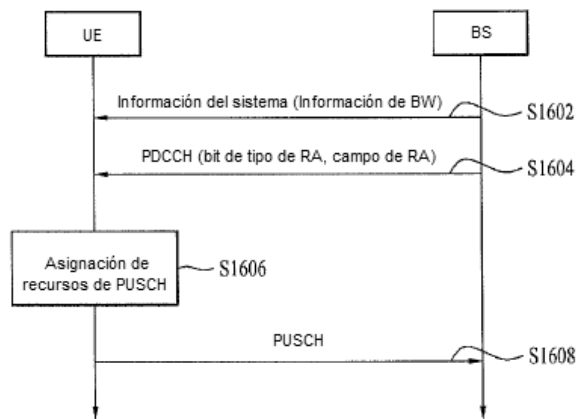 UE
BS
Información del sistema (Información de BW)
S1602
PDCCH (bit de tipo de RA, campo de RA)
S1604
Asignación de
recursos de PUSCH
S1606
PUSCH
S1608